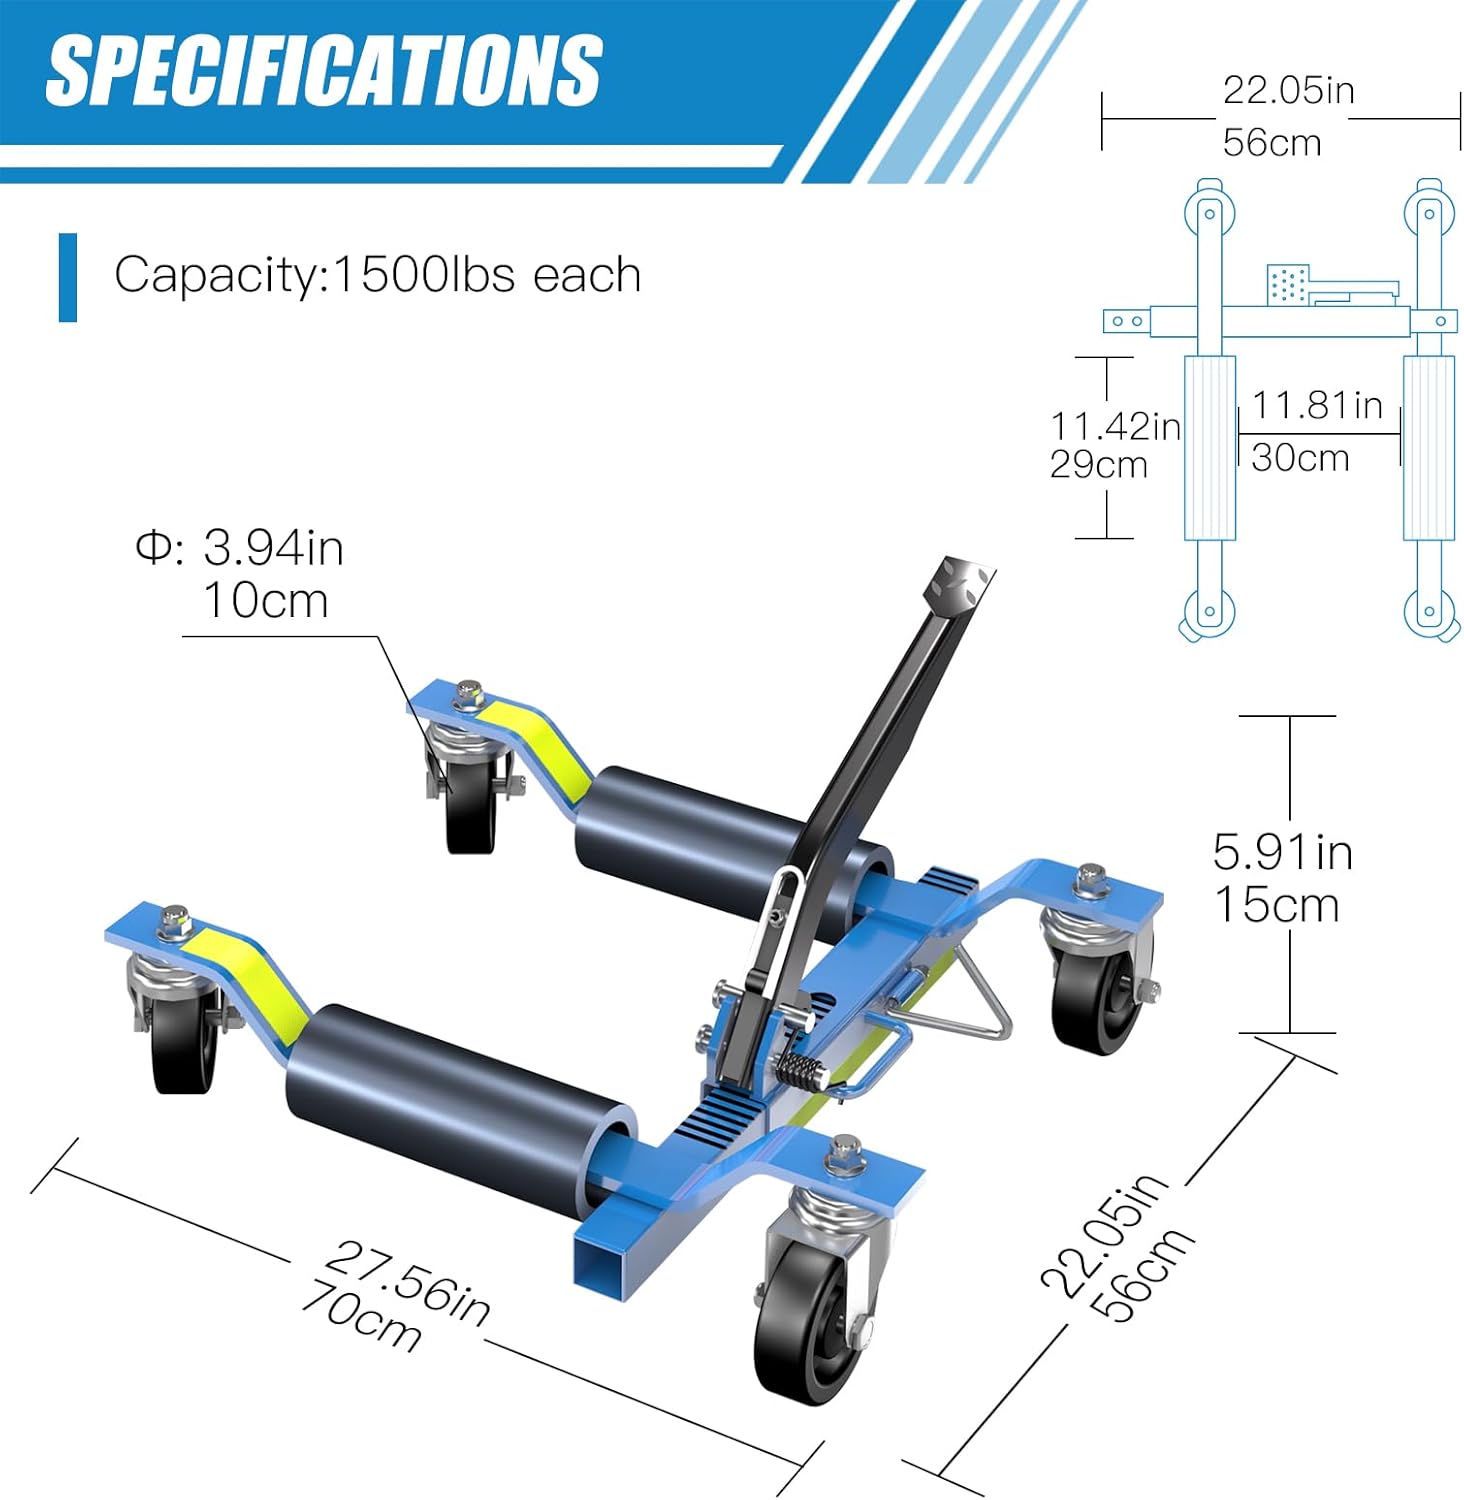 SPECIFICATIONS
22.05in
56cm
Capacity:1500lbs each
11.42in
29cm
11.81in
30cm
Φ: 3.94in
10cm
5.91in
15cm
27.56in
70cm
22.05in
56cm